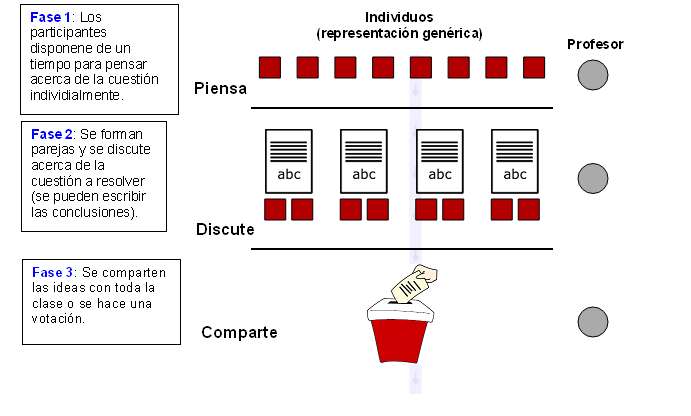 Fase 1: Los
participantes
disponene de un
tiempo para pensar
acerca de la cuestión
individialmente.
Individuos
(representación genérica)
Profesor
Piensa
Fase 2: Se forman
parejas y se discute
acerca de la
cuestión a resolver
(se pueden escribir
las conclusiones).
abc
abc
abc
abc
Discute
Fase 3: Se comparten
las ideas con toda la
clase o se hace una
votación.
Comparte